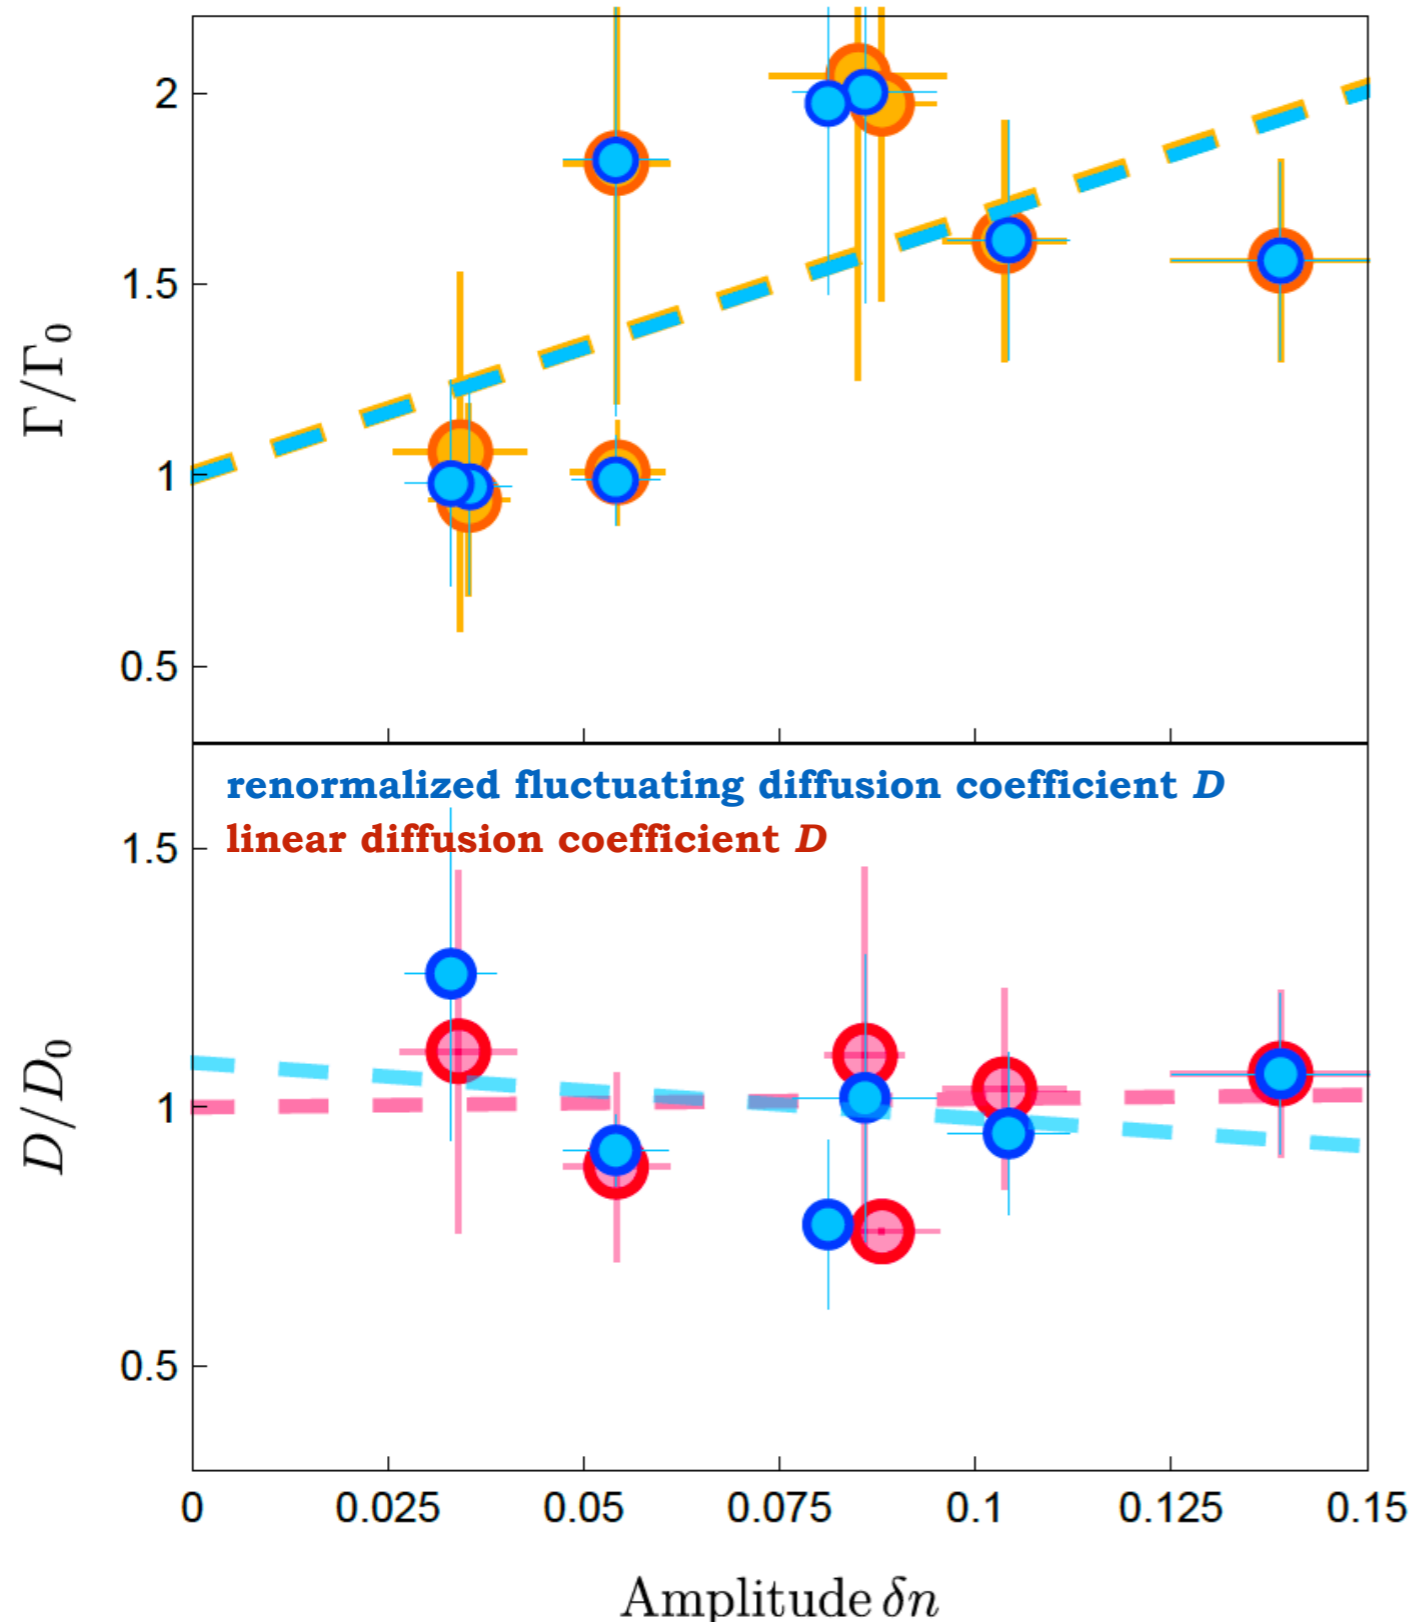 2
1.5
1
0.5
Γ/Γ₀
renormalized fluctuating diffusion coefficient D
linear diffusion coefficient D
1.5
1
0.5
D/D₀
0 0.025 0.05 0.075 0.1 0.125 0.15
Amplitude δn